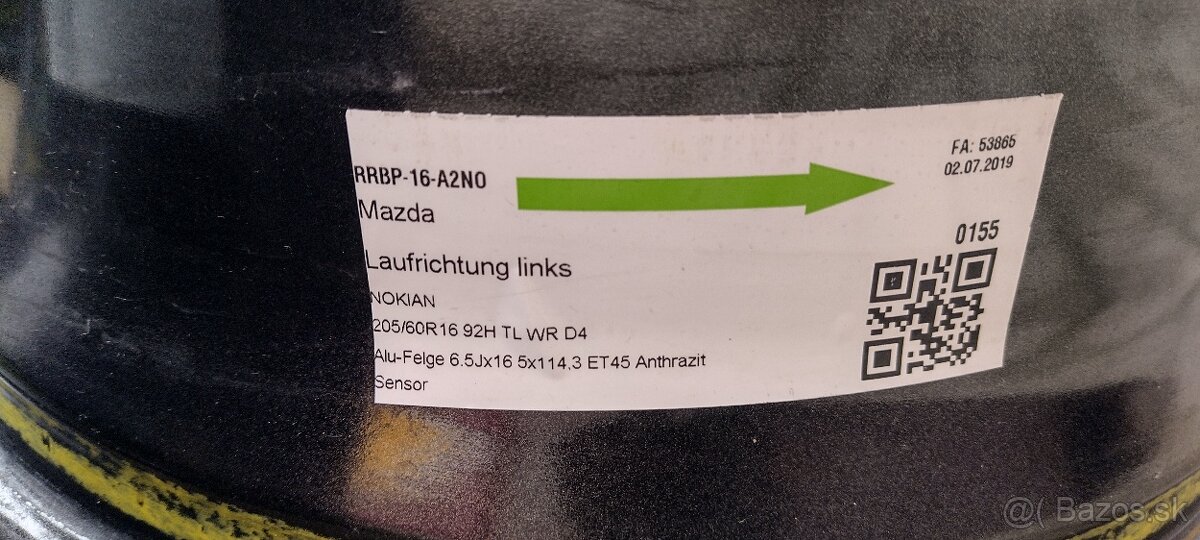 RRBP-16-A2NO
Mazda
FA: 53865
02.07.2019
Laufrichtung links
0155
NOKIAN
205/60R16 92H TL WR D4
Alu-Felge 6.5Jx16 5x114.3 ET45 Anthrazit
Sensor
@( Bazos.sk